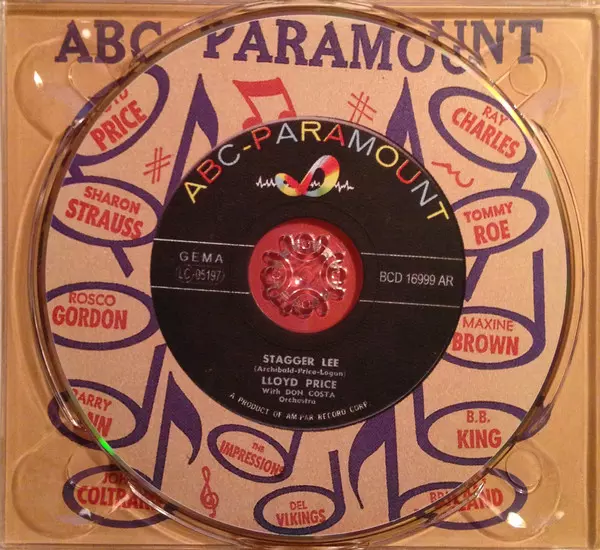 ABC-PARAMOUNT
PRICE
RAY
CHARLES
SHARON
STRAUSS
TOMMY
ROE
ROSCO
GORDON
MAXINE
BROWN
B.B.
KING
COLTRANE
THE
IMPRESSIONS
DEL
VIKINGS
ABC-PARAMOUNT
GEMA
LC-05197
BCD 16999 AR
STAGGER LEE
(Archibald-Price-Logan)
LLOYD PRICE
With DON COSTA
Orchestra
A PRODUCT OF AM-PAR RECORD CORP.